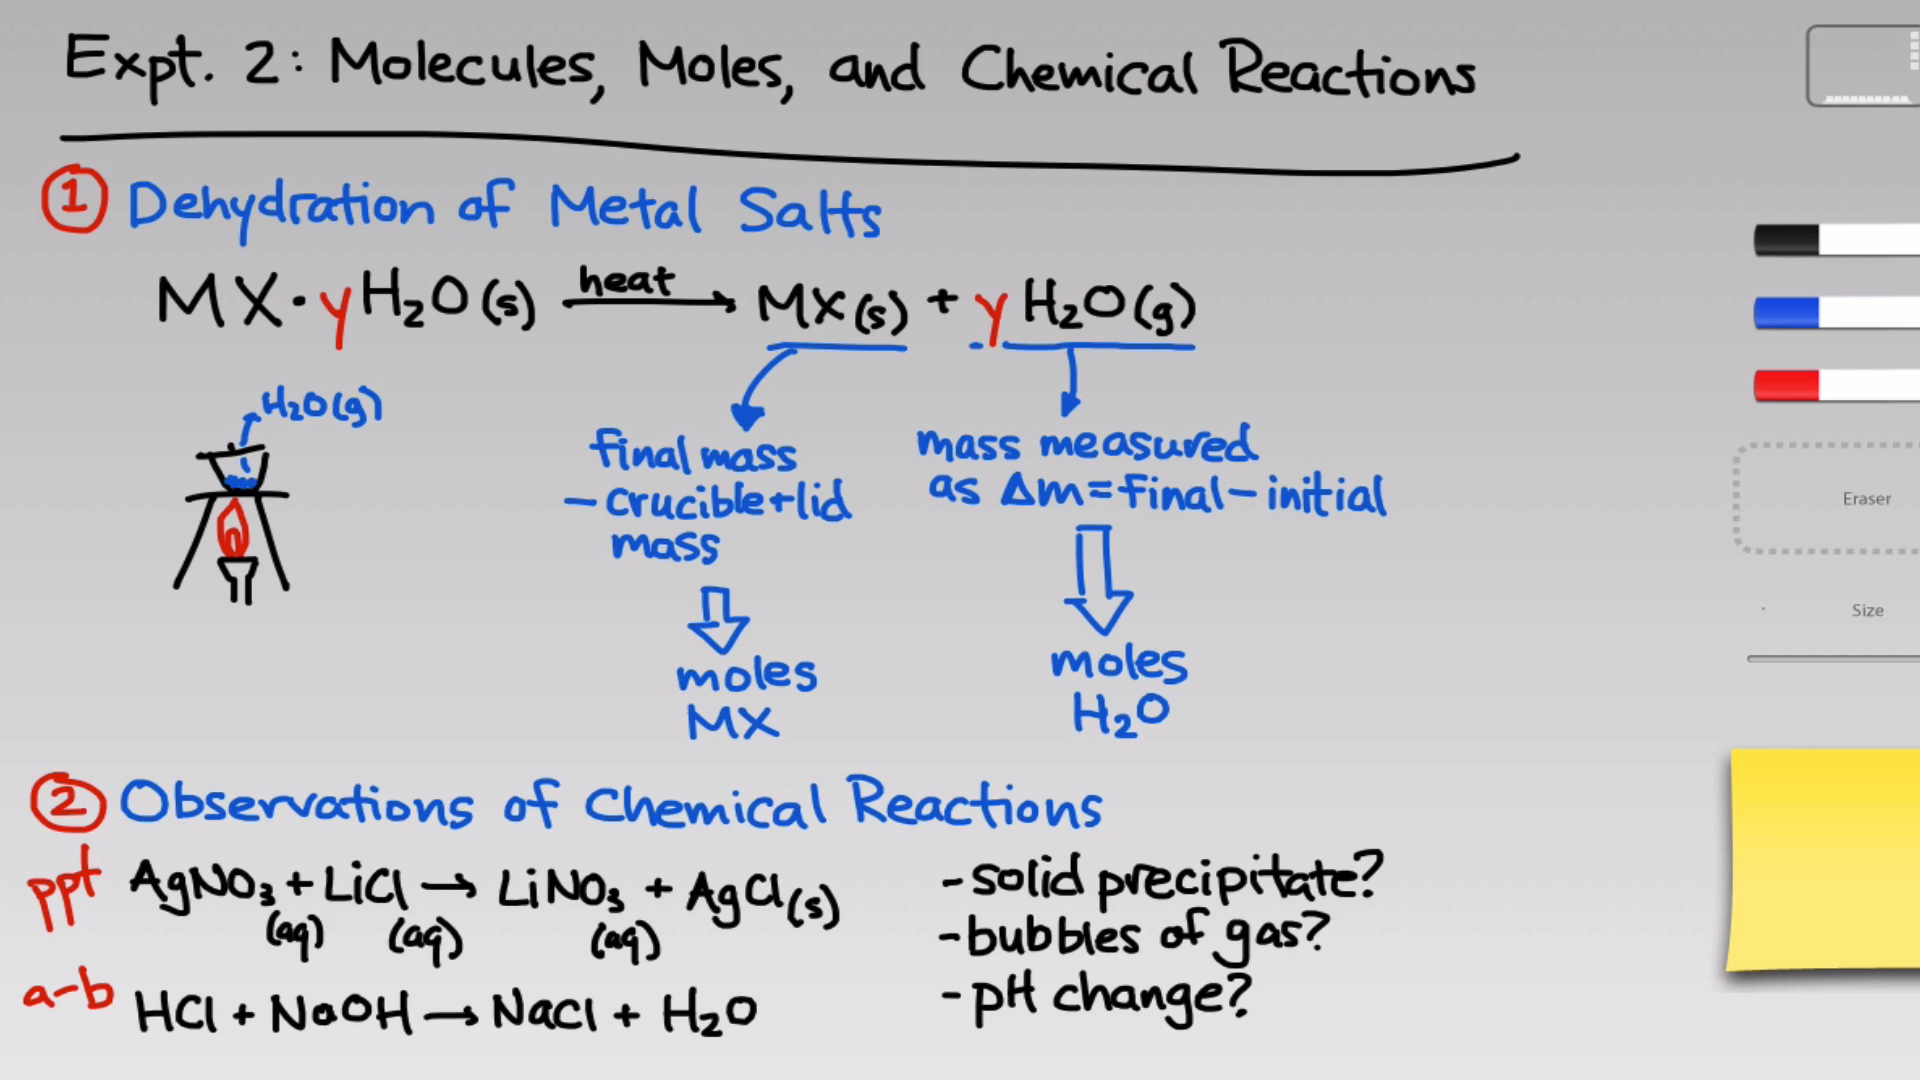 Expt. 2: Molecules, Moles, and Chemical Reactions
① Dehydration of Metal Salts
MX · yH₂O(s) heat → MX(s) + yH₂O(g)
H₂O(g)
final mass
- crucible+lid
mass
moles
MX
mass measured
as Δm = final - initial
moles
H₂O
② Observations of Chemical Reactions
ppt AgNO₃(aq) + LiCl(aq) → LiNO₃(aq) + AgCl(s)
a-b HCl + NaOH → NaCl + H₂O
- solid precipitate?
- bubbles of gas?
- pH change?
Eraser
Size